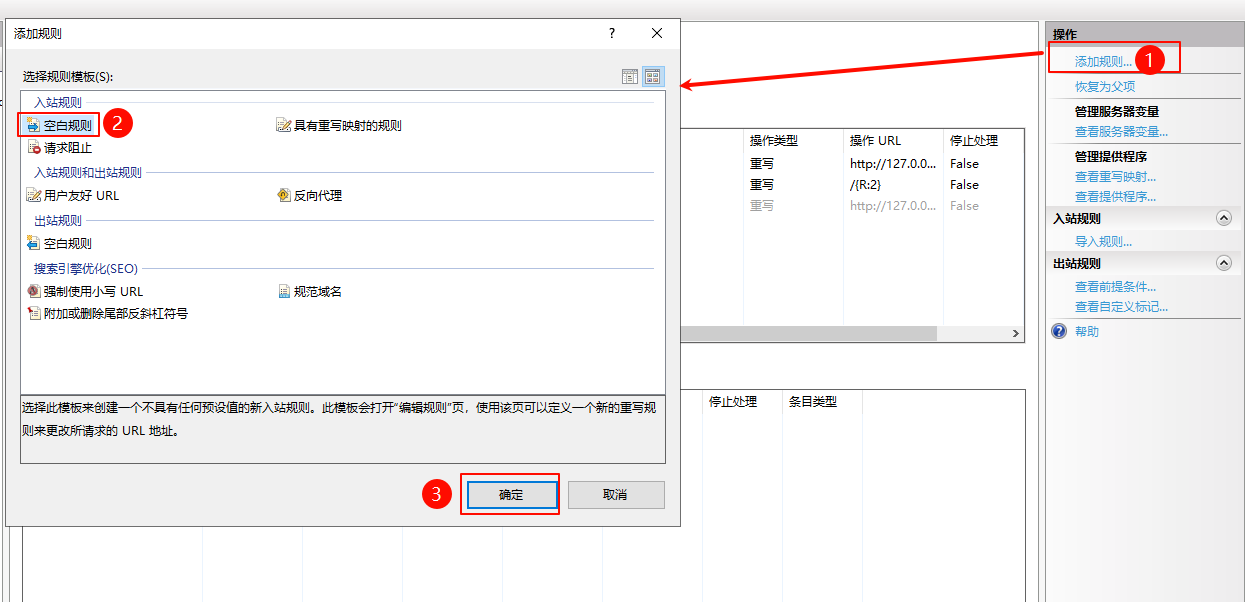 添加规则
?
选择规则模板(S):
入站规则
空白规则
2
具有重写映射的规则
请求阻止
入站规则和出站规则
用户友好 URL
反向代理
出站规则
空白规则
搜索引擎优化(SEO)
强制使用小写 URL
规范域名
附加或删除尾部反斜杠符号
选择此模板来创建一个不具有任何预设值的新入站规则。此模板会打开“编辑规则”页，使用该页可以定义一个新的重写规
则来更改所请求的 URL 地址。
3
确定
取消
操作类型 操作 URL 停止处理
重写 http://127.0.0... False
重写 /{R:2} False
重写 http://127.0.0... False
停止处理 条目类型
操作
添加规则...
1
恢复为父项
管理服务器变量
查看服务器变量...
管理提供程序
查看重写映射...
查看提供程序...
入站规则
导入规则...
出站规则
查看前提条件...
查看自定义标记...
帮助